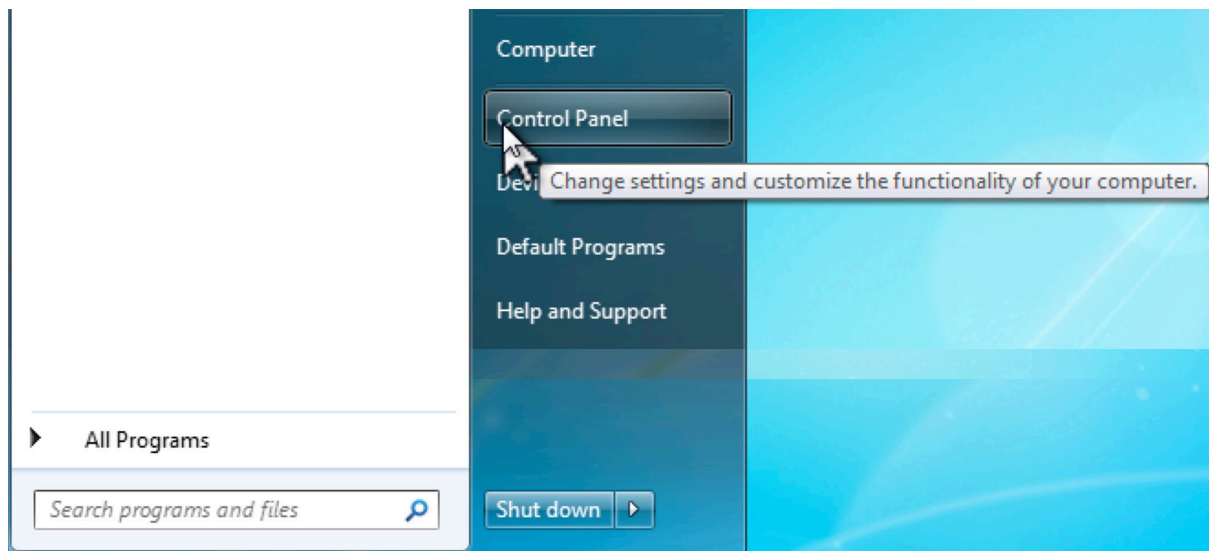 Computer
Control Panel
Change settings and customize the functionality of your computer.
Default Programs
Help and Support
All Programs
Search programs and files
Shut down